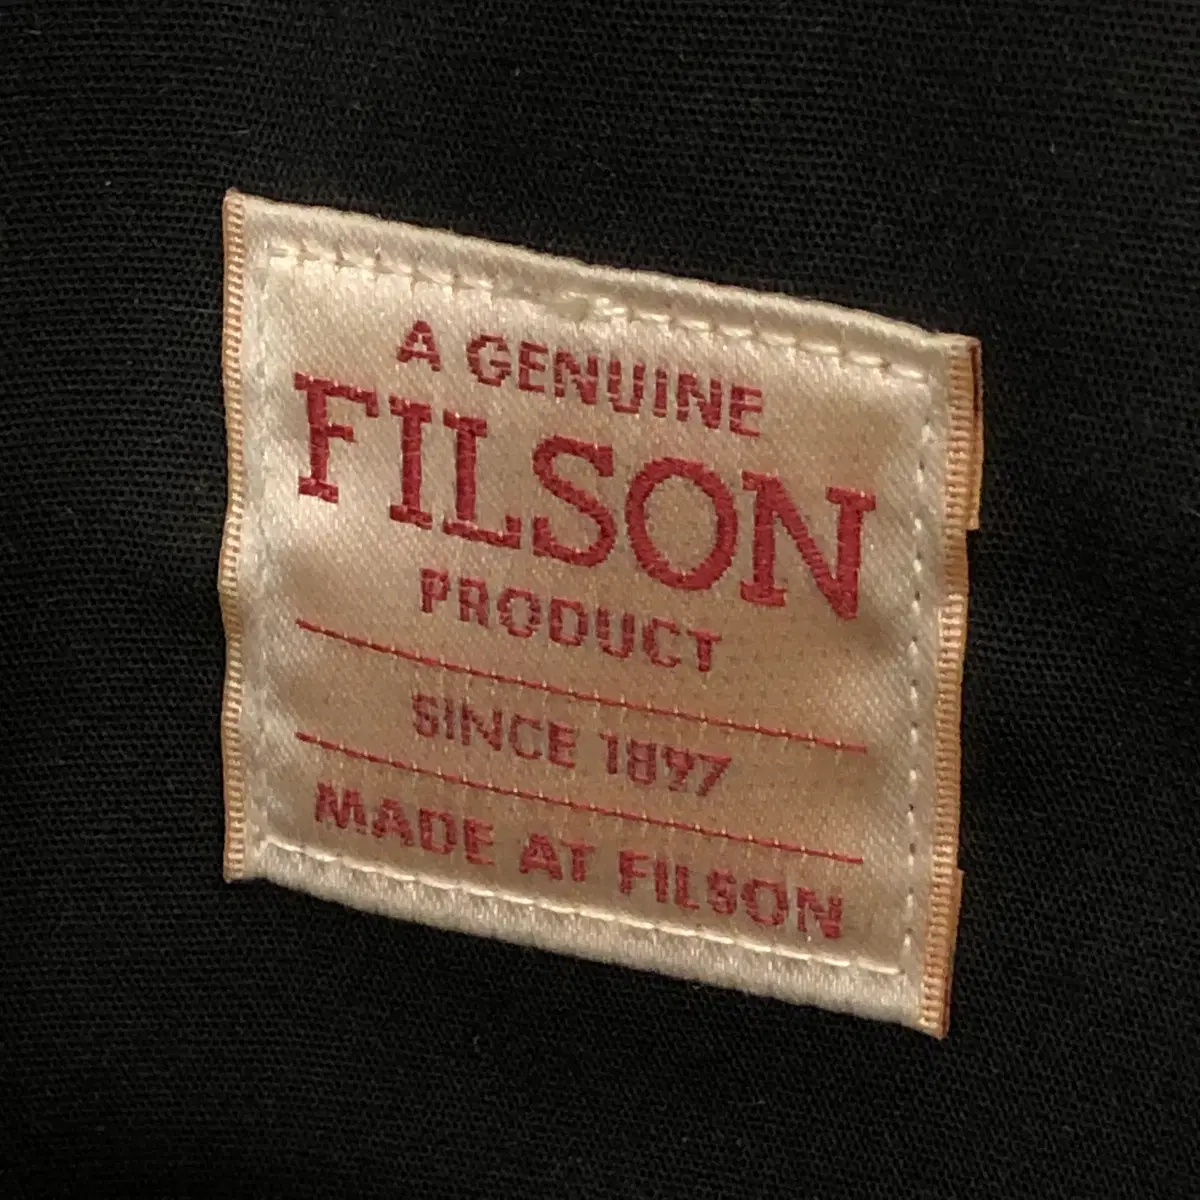 A GENUINE
FILSON
PRODUCT
SINCE 1897
MADE AT FILSON